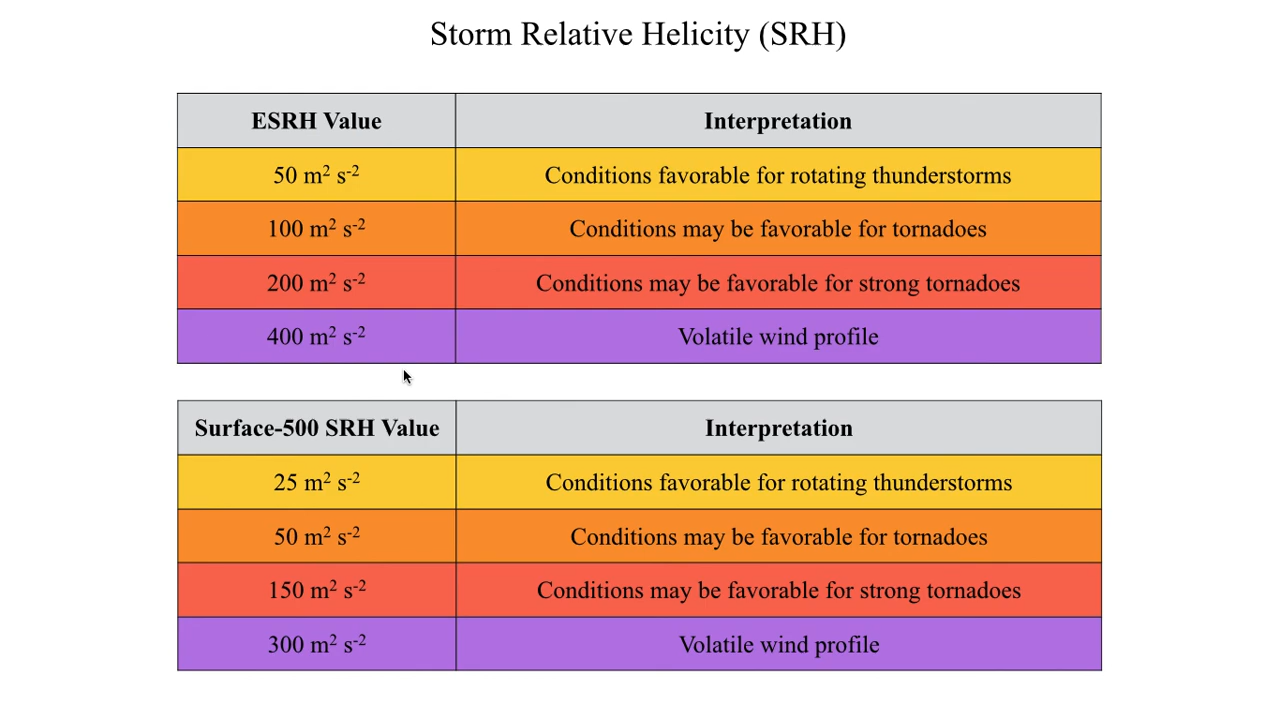 Storm Relative Helicity (SRH)
ESRH Value Interpretation
50 m² s⁻² Conditions favorable for rotating thunderstorms
100 m² s⁻² Conditions may be favorable for tornadoes
200 m² s⁻² Conditions may be favorable for strong tornadoes
400 m² s⁻² Volatile wind profile
Surface-500 SRH Value Interpretation
25 m² s⁻² Conditions favorable for rotating thunderstorms
50 m² s⁻² Conditions may be favorable for tornadoes
150 m² s⁻² Conditions may be favorable for strong tornadoes
300 m² s⁻² Volatile wind profile